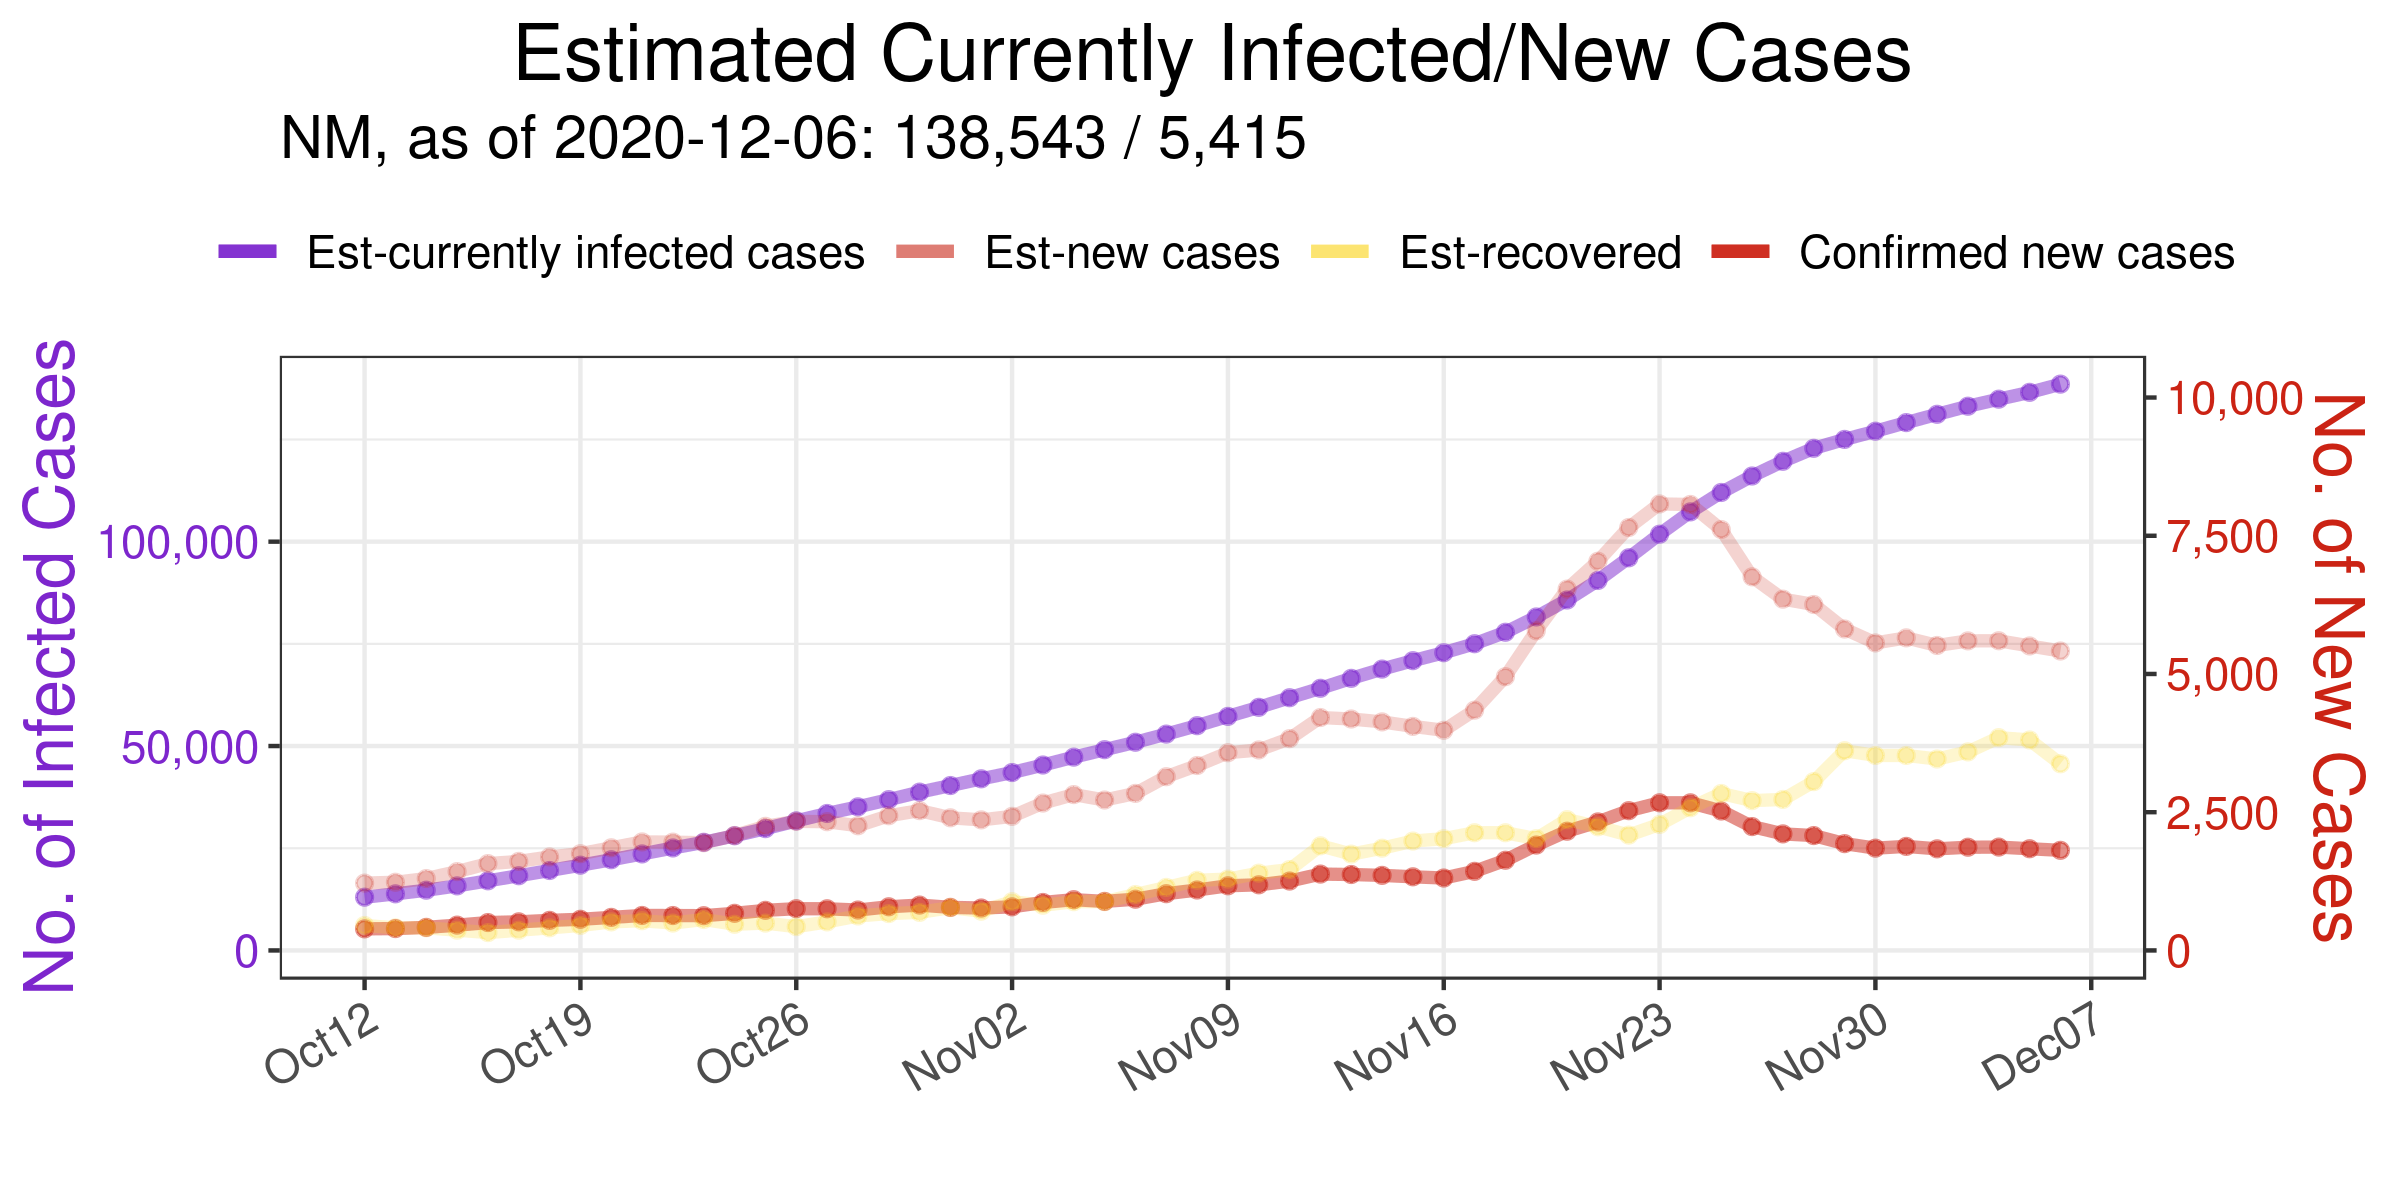 Estimated Currently Infected/New Cases
NM, as of 2020-12-06: 138,543 / 5,415
Est-currently infected cases Est-new cases Est-recovered Confirmed new cases
No. of Infected Cases
100,000
50,000
0
10,000
7,500
5,000
2,500
0
No. of New Cases
Oct12 Oct19 Oct26 Nov02 Nov09 Nov16 Nov23 Nov30 Dec07